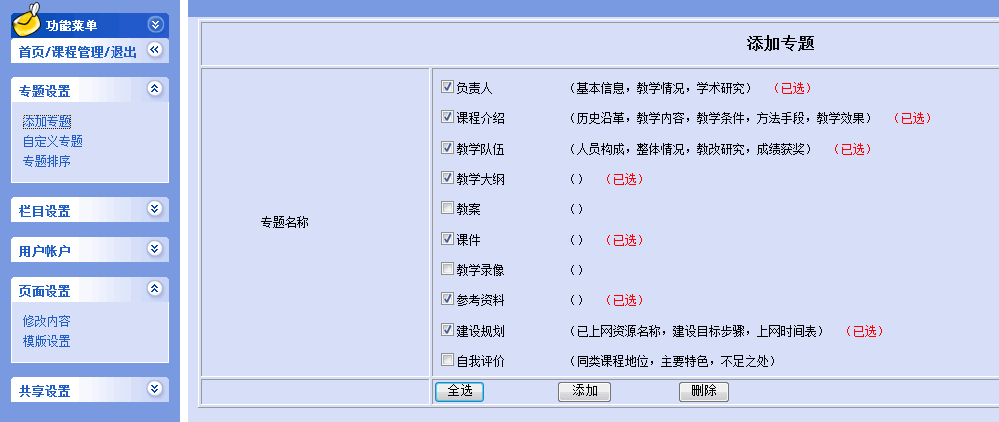 功能菜单
首页/课程管理/退出
专题设置
添加专题
自定义专题
专题排序
栏目设置
用户帐户
页面设置
修改内容
模版设置
共享设置
添加专题
专题名称
负责人 （基本信息，教学情况，学术研究） （已选）
课程介绍 （历史沿革，教学内容，教学条件，方法手段，教学效果） （已选）
教学队伍 （人员构成，整体情况，教改研究，成绩获奖） （已选）
教学大纲 （） （已选）
教案 （）
课件 （） （已选）
教学录像 （）
参考资料 （） （已选）
建设规划 （已上网资源名称，建设目标步骤，上网时间表） （已选）
自我评价 （同类课程地位，主要特色，不足之处）
全选 添加 删除